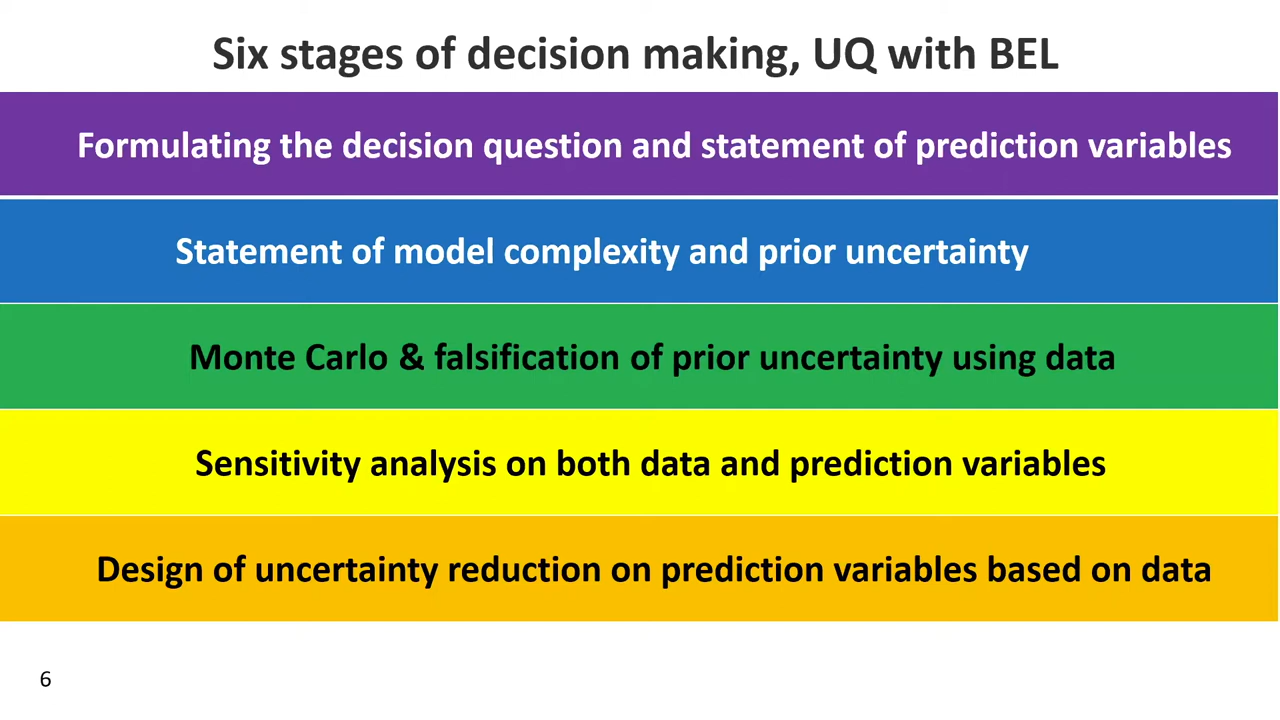 Six stages of decision making, UQ with BEL
Formulating the decision question and statement of prediction variables
Statement of model complexity and prior uncertainty
Monte Carlo & falsification of prior uncertainty using data
Sensitivity analysis on both data and prediction variables
Design of uncertainty reduction on prediction variables based on data
6